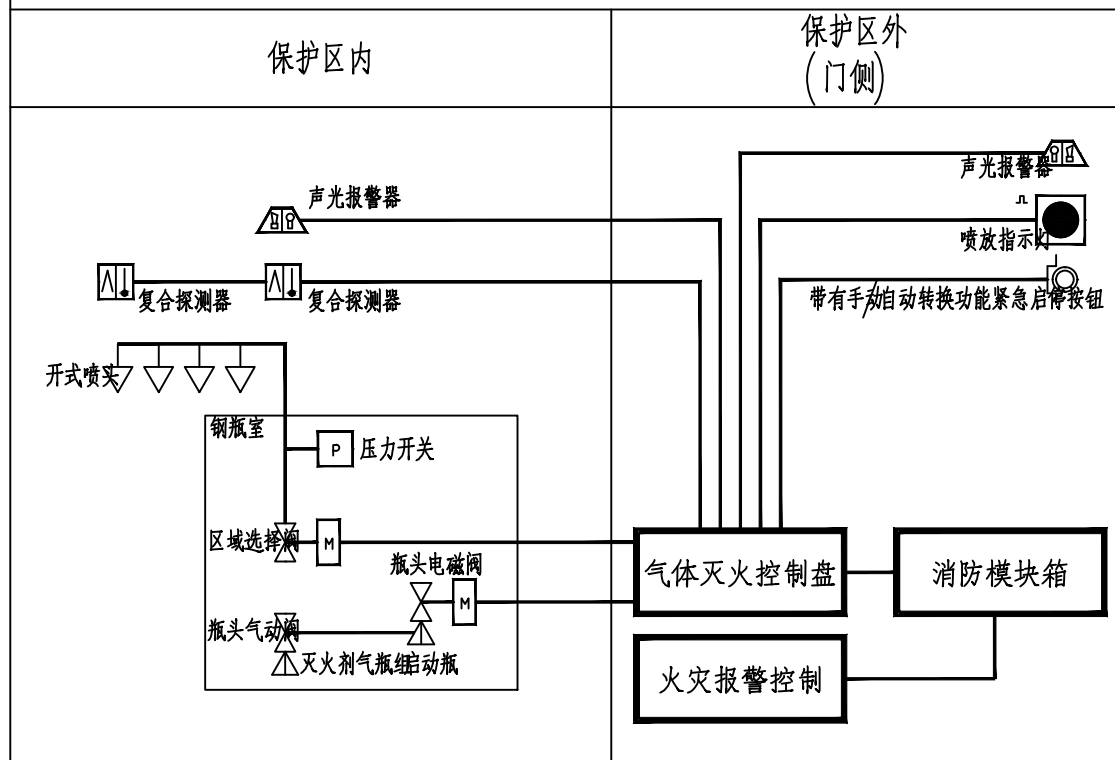 保护区内
保护区外
(门侧)
声光报警器
声光报警器
喷放指示灯
复合探测器
复合探测器
带有手动/自动转换功能紧急启停按钮
开式喷头
钢瓶室
P
压力开关
区域选择阀
M
瓶头电磁阀
M
瓶头气动阀
灭火剂气瓶组
启动瓶
气体灭火控制盘
消防模块箱
火灾报警控制